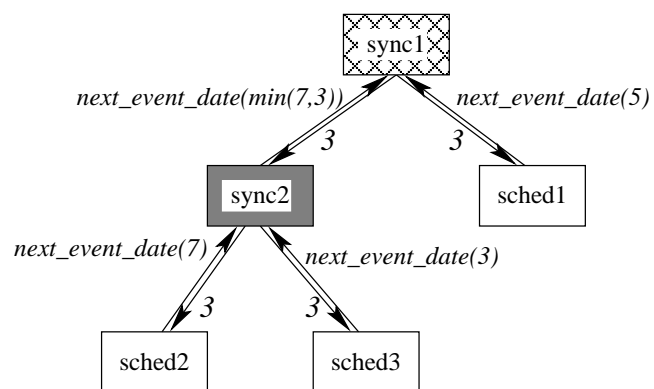 sync1
next_event_date(min(7,3))
next_event_date(5)
3
3
sync2
sched1
next_event_date(7)
next_event_date(3)
3
3
sched2
sched3